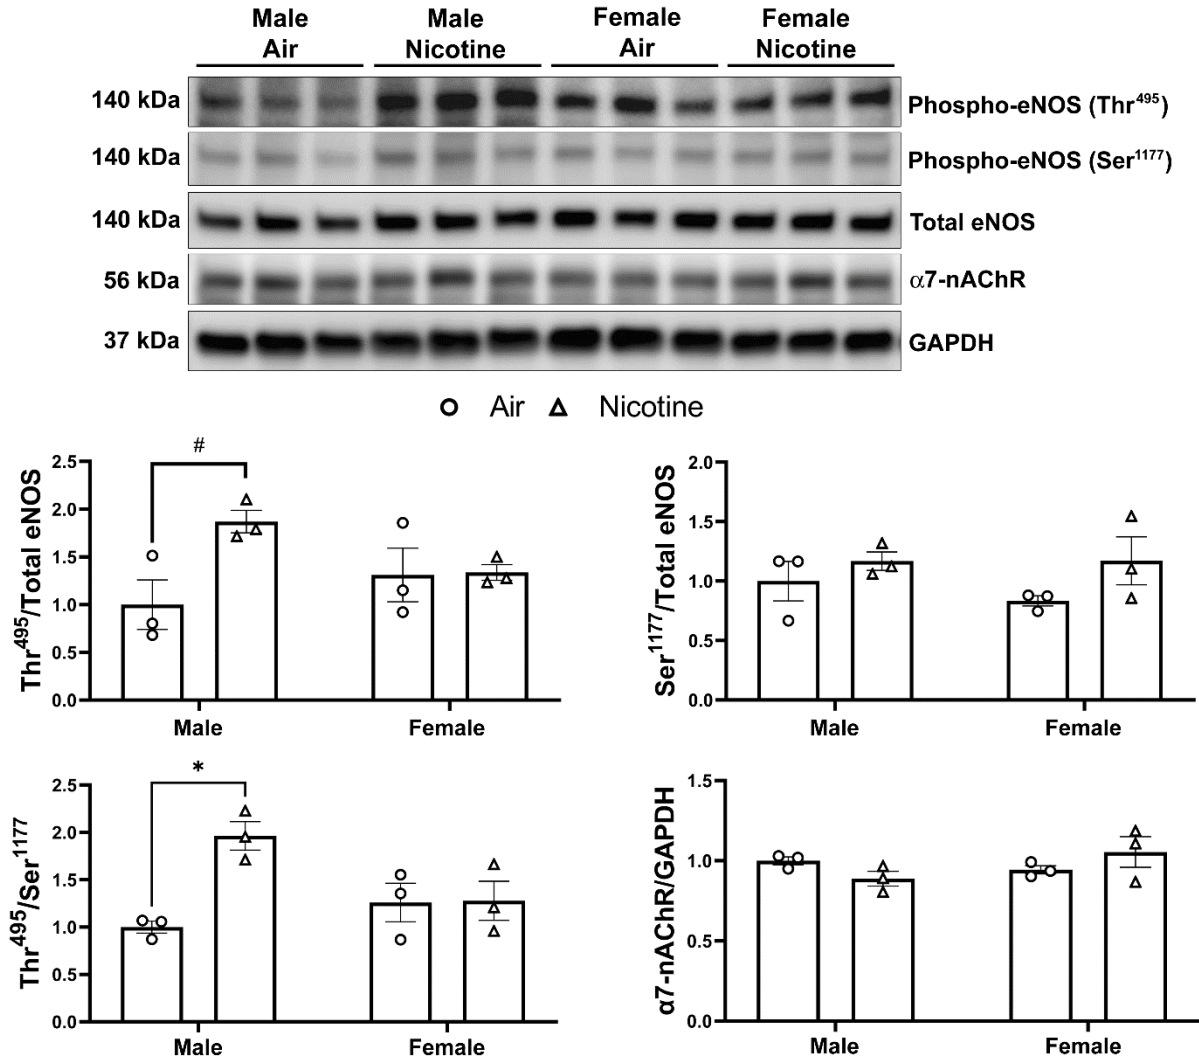 Male Air
Male Nicotine
Female Air
Female Nicotine
140 kDa
Phospho-eNOS (Thr⁴⁹⁵)
140 kDa
Phospho-eNOS (Ser¹¹⁷⁷)
140 kDa
Total eNOS
56 kDa
α7-nAChR
37 kDa
GAPDH
Air
Nicotine
Thr⁴⁹⁵/Total eNOS
2.5
2.0
1.5
1.0
0.5
0.0
#
Male
Female
Ser¹¹⁷⁷/Total eNOS
2.0
1.5
1.0
0.5
0.0
Male
Female
Thr⁴⁹⁵/Ser¹¹⁷⁷
2.5
2.0
1.5
1.0
0.5
0.0
*
Male
Female
α7-nAChR/GAPDH
1.5
1.0
0.5
0.0
Male
Female